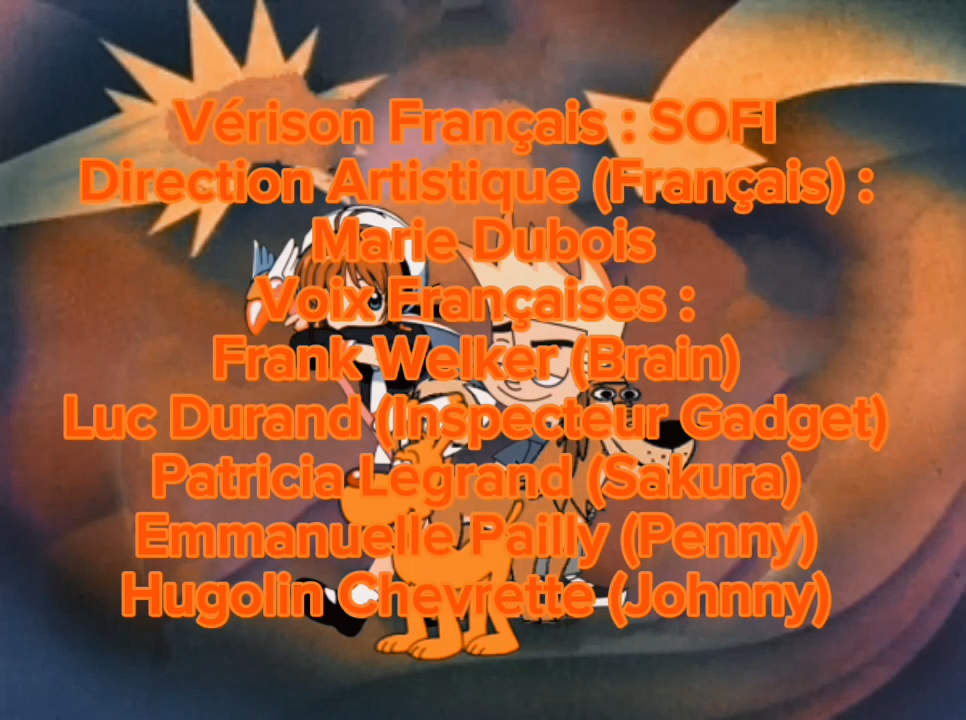 Vérison Français : SOFI
Direction Artistique (Français) :
Marie Dubois
Voix Françaises :
Frank Welker (Brain)
Luc Durand (Inspecteur Gadget)
Patricia Legrand (Sakura)
Emmanuelle Pailly (Penny)
Hugolin Chevrette (Johnny)